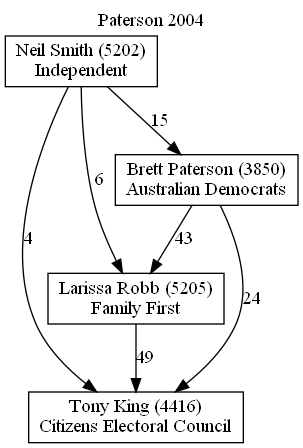 Paterson 2004
Neil Smith (5202)
Independent
15
Brett Paterson (3850)
Australian Democrats
6
4
43
Larissa Robb (5205)
Family First
24
49
Tony King (4416)
Citizens Electoral Council